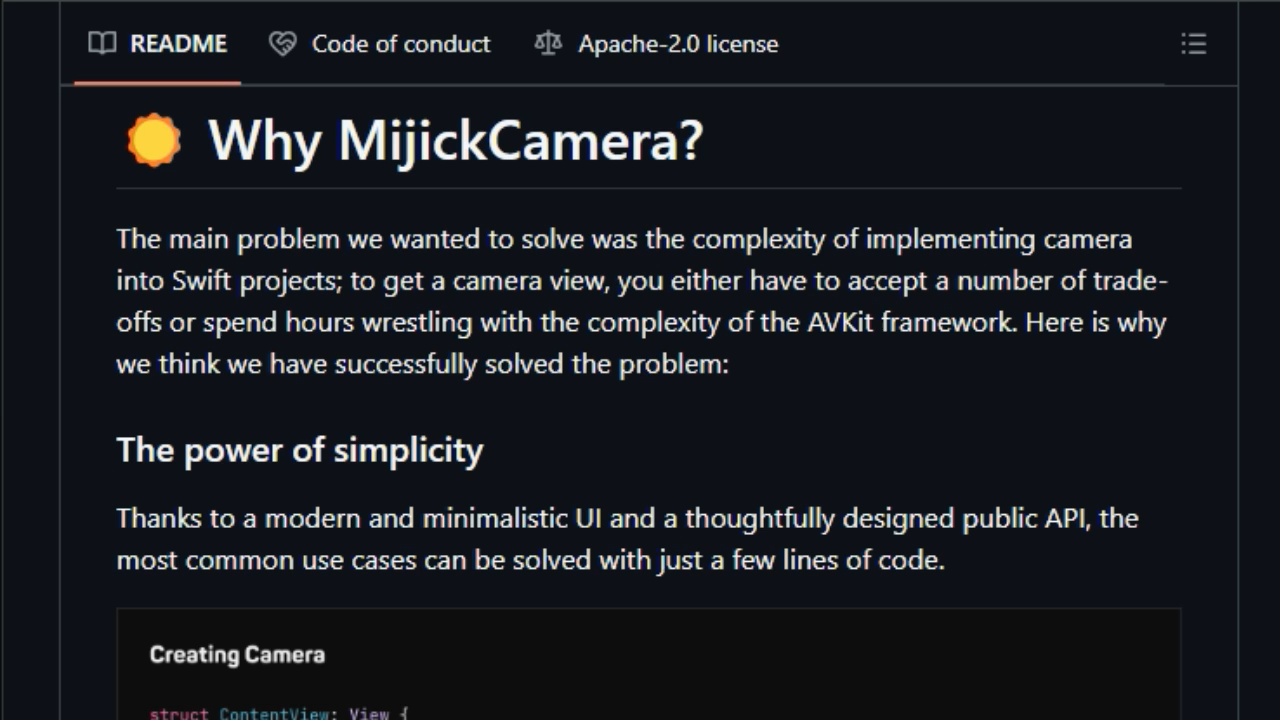 README Code of conduct Apache-2.0 license
Why MijickCamera?
The main problem we wanted to solve was the complexity of implementing camera
into Swift projects; to get a camera view, you either have to accept a number of trade-
offs or spend hours wrestling with the complexity of the AVKit framework. Here is why
we think we have successfully solved the problem:
The power of simplicity
Thanks to a modern and minimalistic UI and a thoughtfully designed public API, the
most common use cases can be solved with just a few lines of code.
Creating Camera
struct ContentView: View {